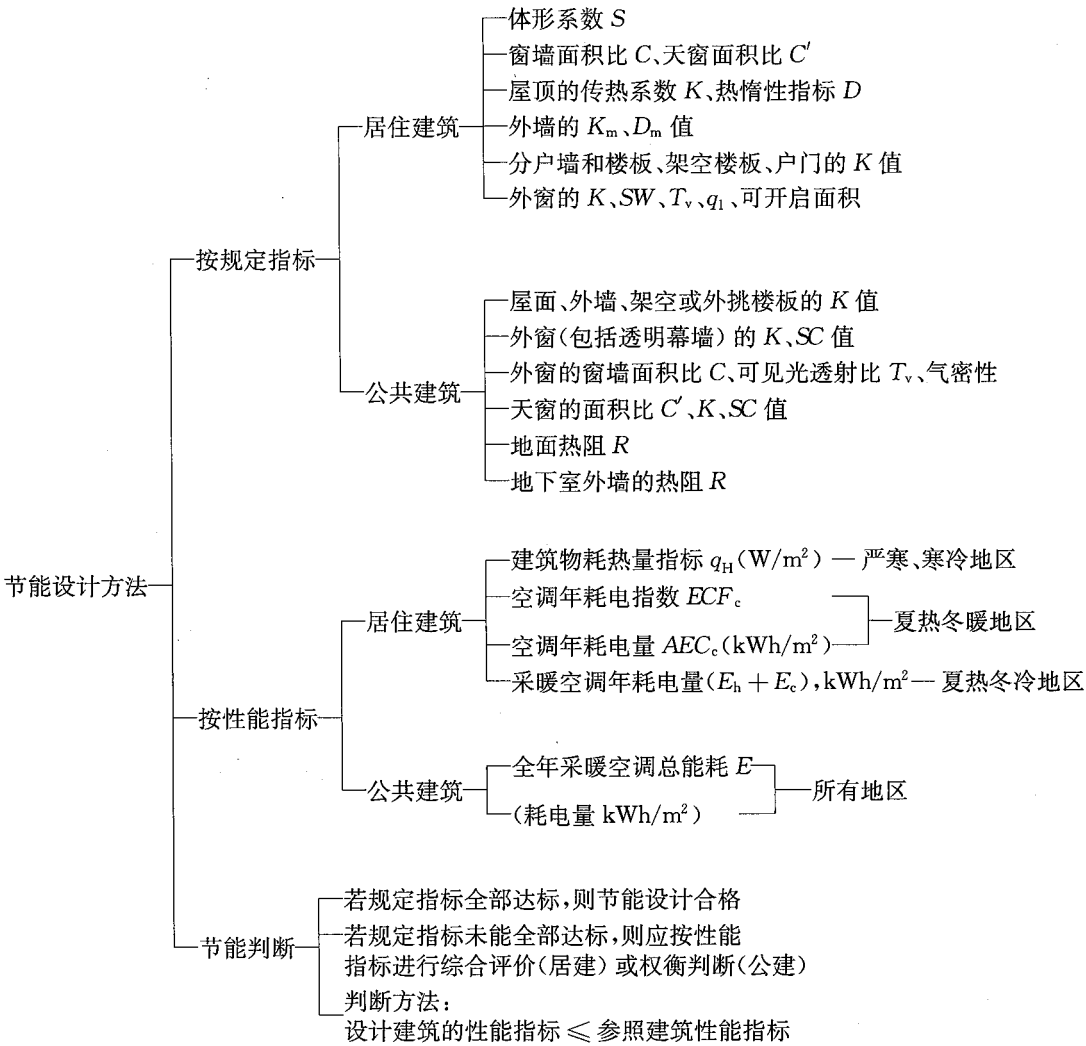 节能设计方法
按规定指标
居住建筑
体形系数 S
窗墙面积比 C、天窗面积比 C′
屋顶的传热系数 K、热惰性指标 D
外墙的 Km、Dm 值
分户墙和楼板、架空楼板、户门的 K 值
外窗的 K、SW、Tv、q1、可开启面积
公共建筑
屋面、外墙、架空或外挑楼板的 K 值
外窗(包括透明幕墙) 的 K、SC 值
外窗的窗墙面积比 C、可见光透射比 Tv、气密性
天窗的面积比 C′、K、SC 值
地面热阻 R
地下室外墙的热阻 R
按性能指标
居住建筑
建筑物耗热量指标 qH(W/m²) — 严寒、寒冷地区
空调年耗电指数 ECFc
空调年耗电量 AECc(kWh/m²)
夏热冬暖地区
采暖空调年耗电量(Eh + Ec),kWh/m² — 夏热冬冷地区
公共建筑
全年采暖空调总能耗 E
(耗电量 kWh/m²)
所有地区
节能判断
若规定指标全部达标,则节能设计合格
若规定指标未能全部达标,则应按性能
指标进行综合评价(居建) 或权衡判断(公建)
判断方法:
设计建筑的性能指标 ⩽ 参照建筑性能指标